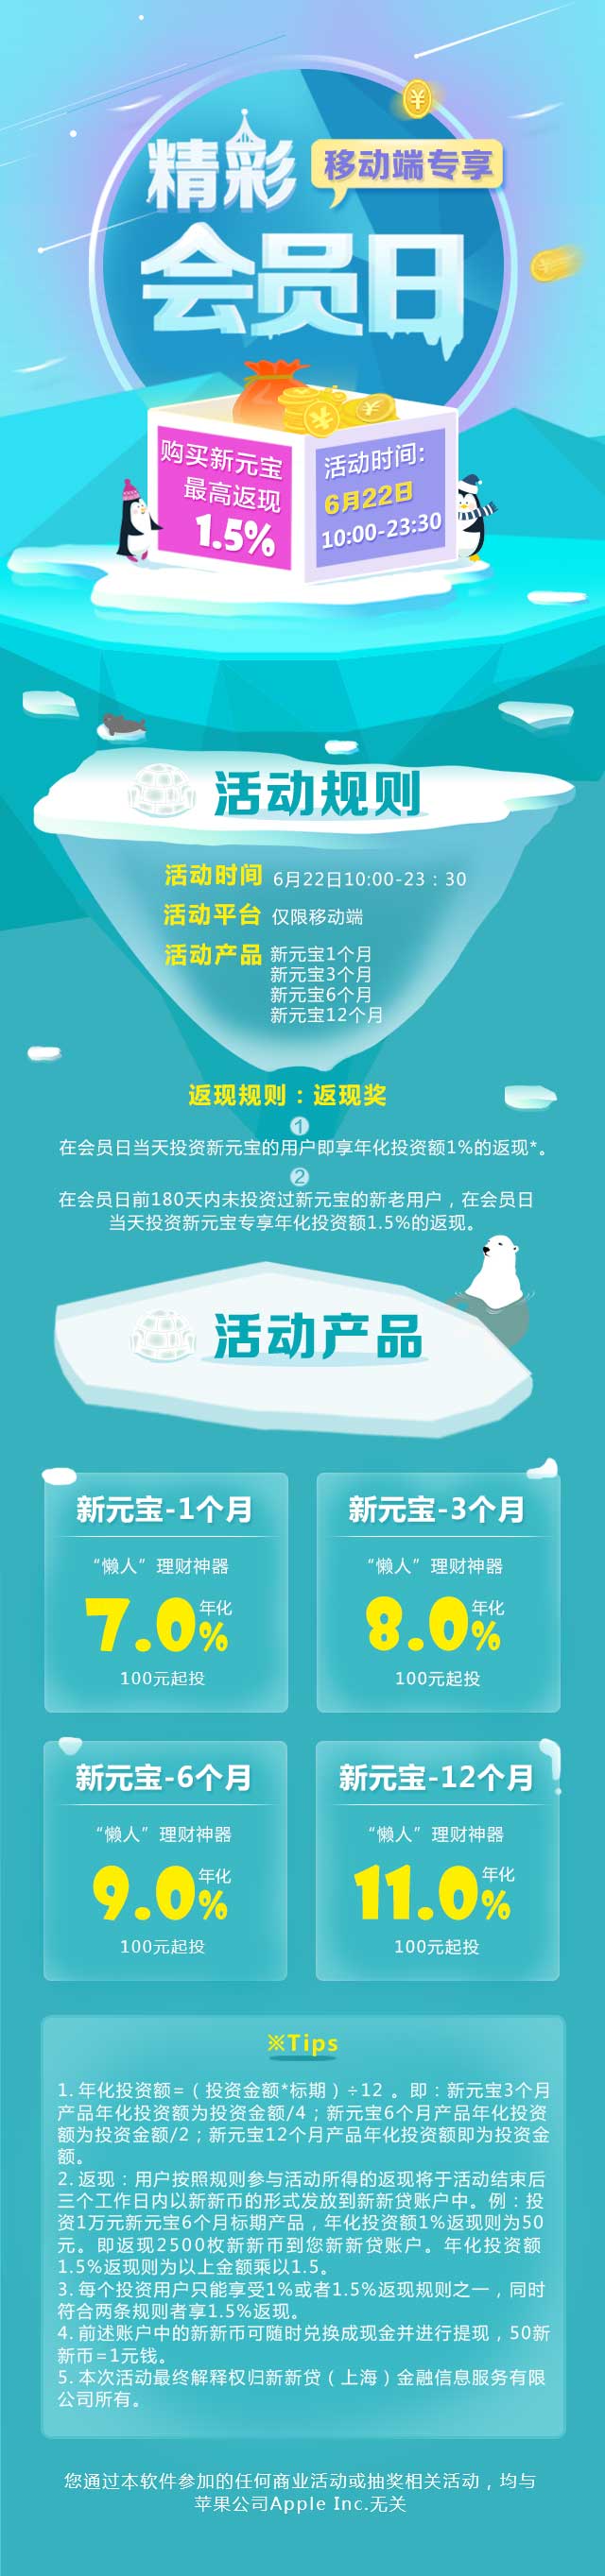 精彩
移动端专享
会员日
购买新元宝
最高返现
1.5%
活动时间:
6月22日
10:00-23:30
活动规则
活动时间 6月22日10:00-23：30
活动平台 仅限移动端
活动产品 新元宝1个月
新元宝3个月
新元宝6个月
新元宝12个月
返现规则：返现奖
1
在会员日当天投资新元宝的用户即享年化投资额1%的返现*。
2
在会员日前180天内未投资过新元宝的新老用户，在会员日
当天投资新元宝专享年化投资额1.5%的返现。
活动产品
新元宝-1个月
“懒人”理财神器
7.0%年化
100元起投
新元宝-3个月
“懒人”理财神器
8.0%年化
100元起投
新元宝-6个月
“懒人”理财神器
9.0%年化
100元起投
新元宝-12个月
“懒人”理财神器
11.0%年化
100元起投
※Tips
1. 年化投资额=（投资金额*标期）÷12 。即：新元宝3个月
产品年化投资额为投资金额/4；新元宝6个月产品年化投资
额为投资金额/2；新元宝12个月产品年化投资额即为投资金
额。
2. 返现：用户按照规则参与活动所得的返现将于活动结束后
三个工作日内以新新币的形式发放到新新贷账户中。例：投
资1万元新元宝6个月标期产品，年化投资额1%返现则为50
元。即返现2500枚新新币到您新新贷账户。年化投资额
1.5%返现则为以上金额乘以1.5。
3. 每个投资用户只能享受1%或者1.5%返现规则之一，同时
符合两条规则者享1.5%返现。
4. 前述账户中的新新币可随时兑换成现金并进行提现，50新
新币=1元钱。
5. 本次活动最终解释权归新新贷（上海）金融信息服务有限
公司所有。
您通过本软件参加的任何商业活动或抽奖相关活动，均与
苹果公司Apple Inc.无关